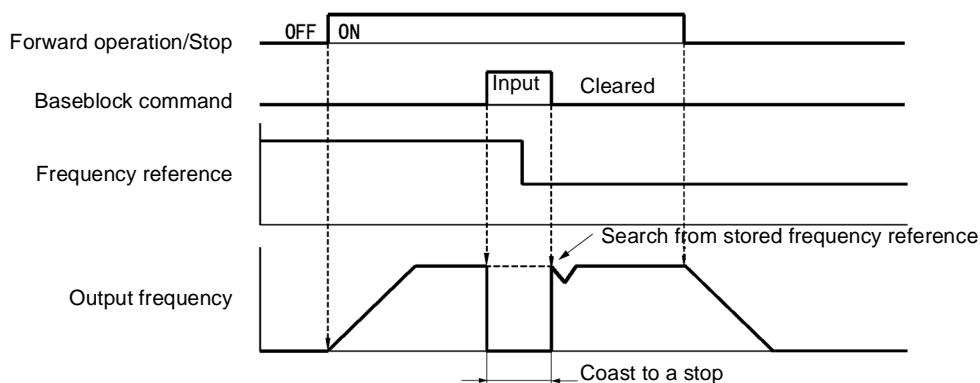 Forward operation/Stop
OFF ON
Baseblock command
Input
Cleared
Frequency reference
Search from stored frequency reference
Output frequency
Coast to a stop